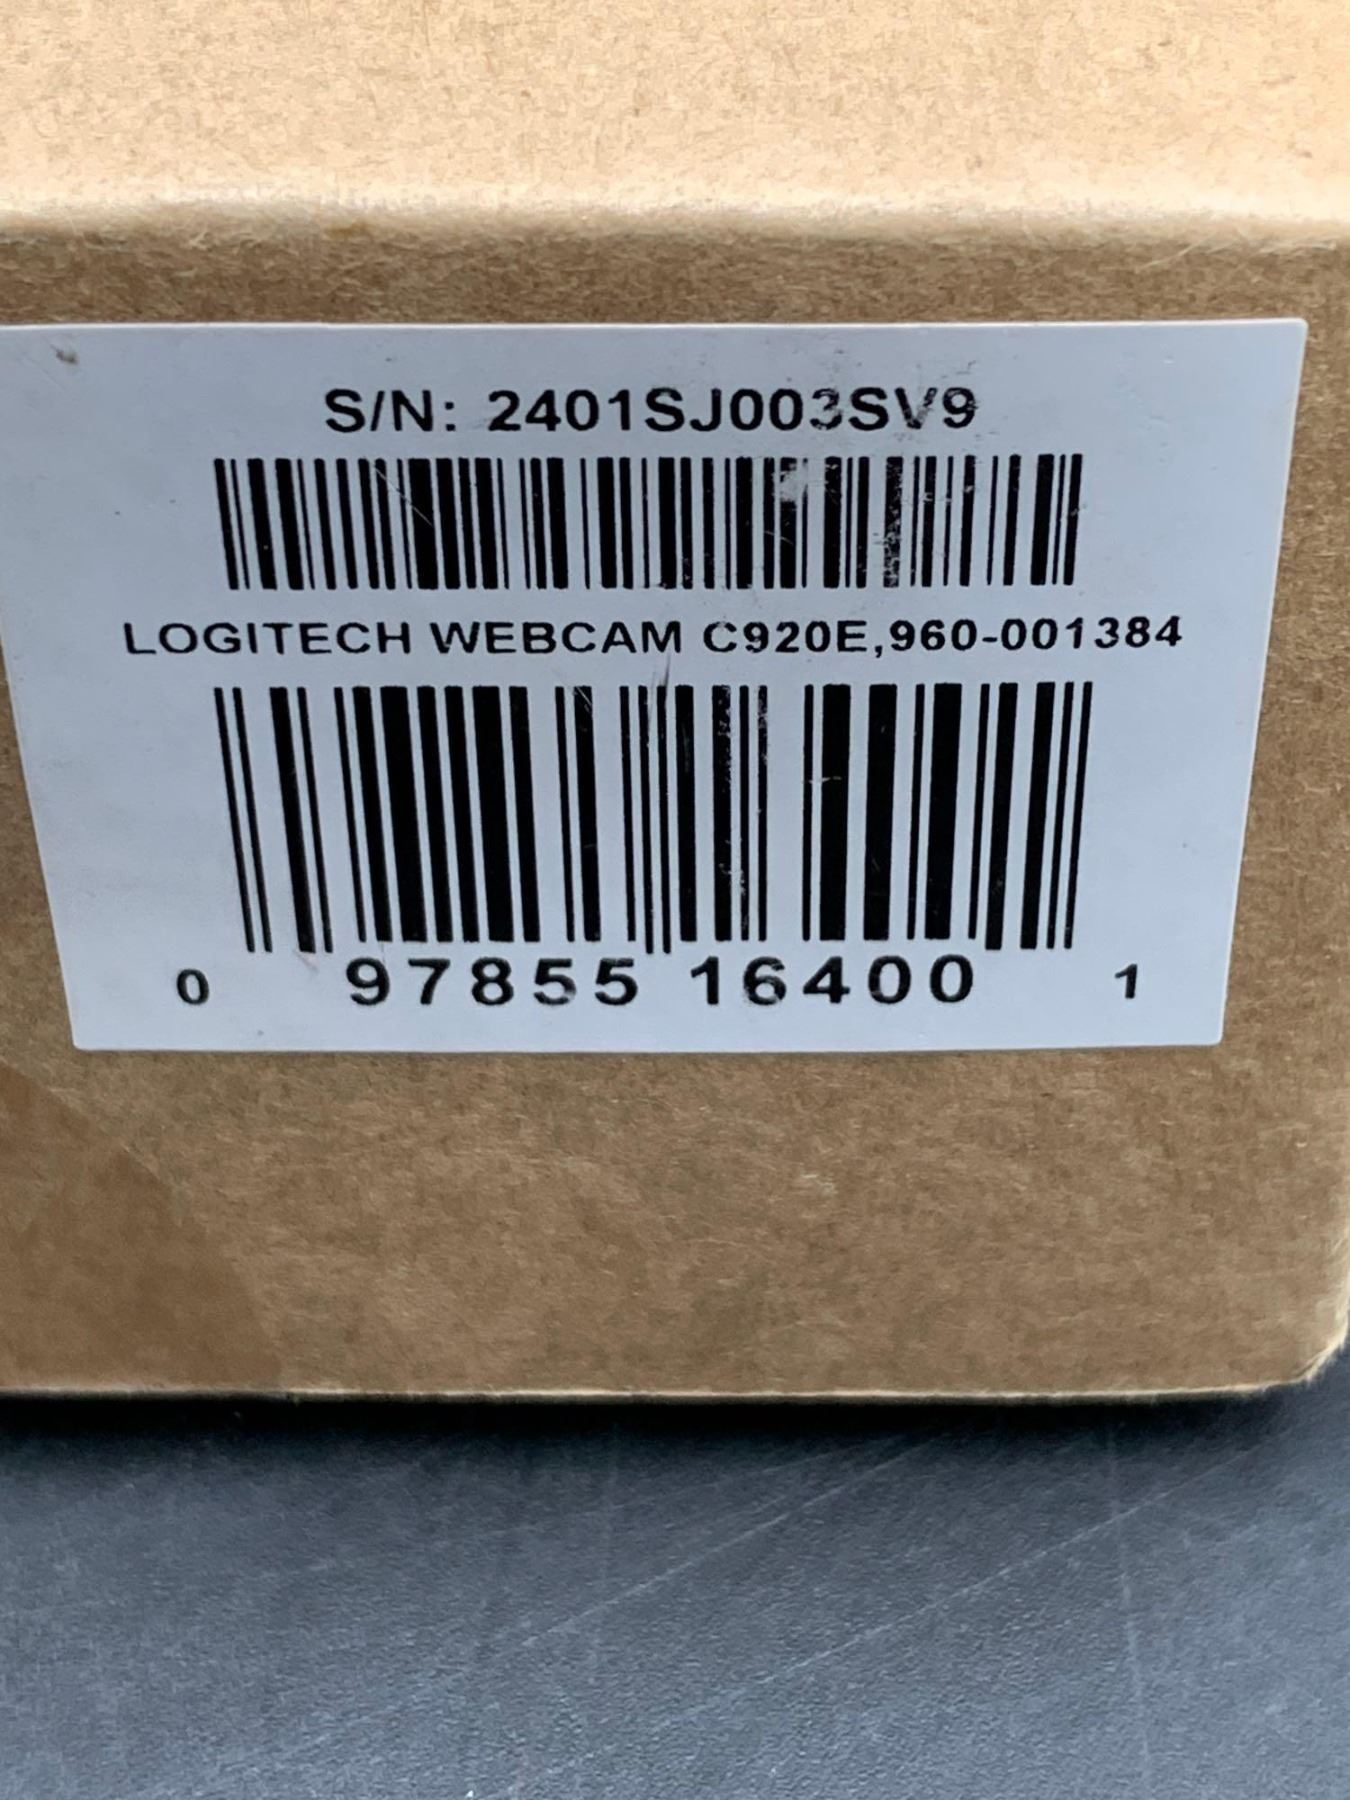 S/N: 2401SJ003SV9
LOGITECH WEBCAM C920E,960-001384
0 97855 16400 1